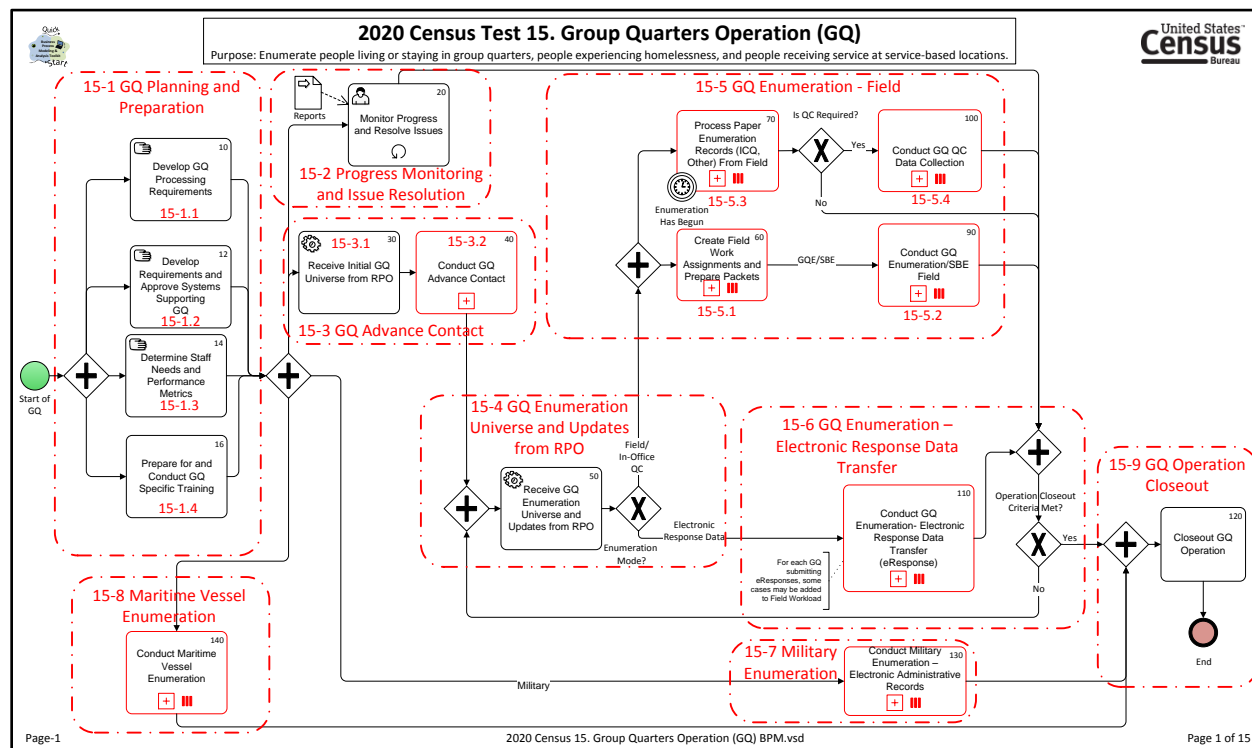 Quick
Business
Process
Modeling &
Start
2020 Census Test 15. Group Quarters Operation (GQ)
Purpose: Enumerate people living or staying in group quarters, people experiencing homelessness, and people receiving service at service-based locations.
United States™
Census
Bureau
15-1 GQ Planning and
Preparation
10
Develop GQ
Processing
Requirements
15-1.1
12
Develop
Requirements and
Approve Systems
Supporting
GQ
15-1.2
14
Determine Staff
Needs and
Performance
Metrics
15-1.3
16
Prepare for and
Conduct GQ
Specific Training
15-1.4
Start of
GQ
Reports
20
Monitor Progress
and Resolve Issues
15-2 Progress Monitoring
and Issue Resolution
15-3.1
30
Receive Initial GQ
Universe from RPO
15-3.2
40
Conduct GQ
Advance Contact
15-3 GQ Advance Contact
15-4 GQ Enumeration
Universe and Updates
from RPO
50
Receive GQ
Enumeration
Universe and
Updates from RPO
Field/
In-Office
QC
Enumeration
Mode?
Electronic
Response Data
15-5 GQ Enumeration - Field
70
Process Paper
Enumeration
Records (ICQ,
Other) From Field
15-5.3
Enumeration
Has Begun
Is QC Required?
Yes
No
100
Conduct GQ QC
Data Collection
15-5.4
60
Create Field
Work
Assignments and
Prepare Packets
15-5.1
GQE/SBE
90
Conduct GQ
Enumeration/SBE
Field
15-5.2
15-6 GQ Enumeration –
Electronic Response Data
Transfer
110
Conduct GQ
Enumeration- Electronic
Response Data
Transfer
(eResponse)
For each GQ
submitting
eResponses, some
cases may be added
to Field Workload
Operation Closeout
Criteria Met?
Yes
No
15-9 GQ Operation
Closeout
120
Closeout GQ
Operation
End
15-8 Maritime Vessel
Enumeration
140
Conduct Maritime
Vessel
Enumeration
Military
15-7 Military
Enumeration
130
Conduct Military
Enumeration –
Electronic Administrative
Records
Page-1
2020 Census 15. Group Quarters Operation (GQ) BPM.vsd
Page 1 of 15